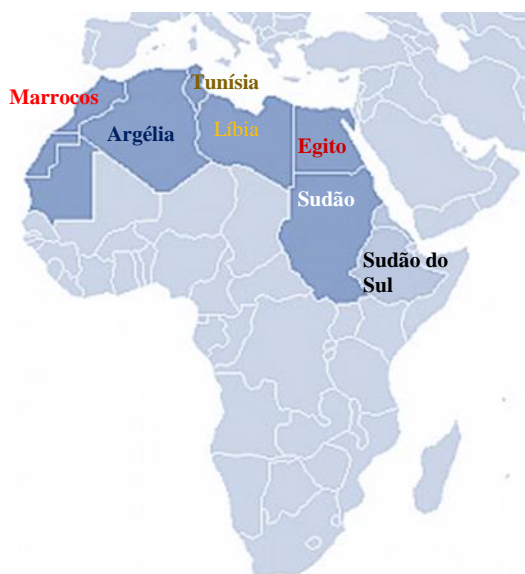 Tunísia
Marrocos
Argélia
Líbia
Egito
Sudão
Sudão do
Sul